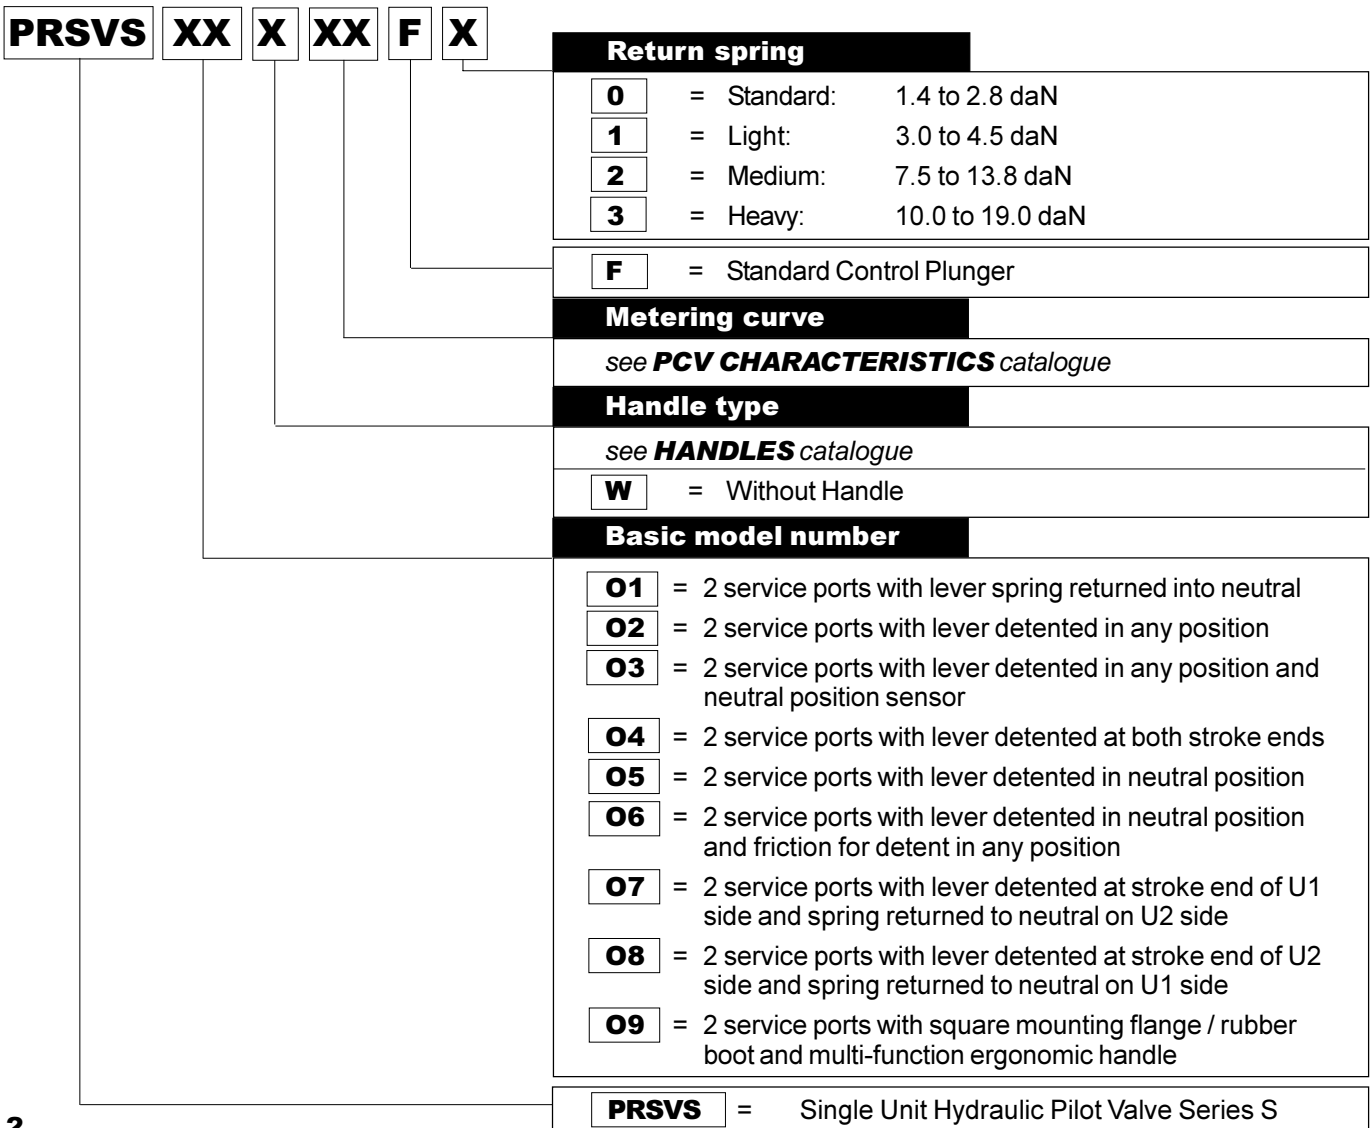 PRSVS XX X XX F X
Return spring
0 = Standard: 1.4 to 2.8 daN
1 = Light: 3.0 to 4.5 daN
2 = Medium: 7.5 to 13.8 daN
3 = Heavy: 10.0 to 19.0 daN
F = Standard Control Plunger
Metering curve
see PCV CHARACTERISTICS catalogue
Handle type
see HANDLES catalogue
W = Without Handle
Basic model number
O1 = 2 service ports with lever spring returned into neutral
O2 = 2 service ports with lever detented in any position
O3 = 2 service ports with lever detented in any position and
neutral position sensor
O4 = 2 service ports with lever detented at both stroke ends
O5 = 2 service ports with lever detented in neutral position
O6 = 2 service ports with lever detented in neutral position
and friction for detent in any position
O7 = 2 service ports with lever detented at stroke end of U1
side and spring returned to neutral on U2 side
O8 = 2 service ports with lever detented at stroke end of U2
side and spring returned to neutral on U1 side
O9 = 2 service ports with square mounting flange / rubber
boot and multi-function ergonomic handle
PRSVS = Single Unit Hydraulic Pilot Valve Series S
2